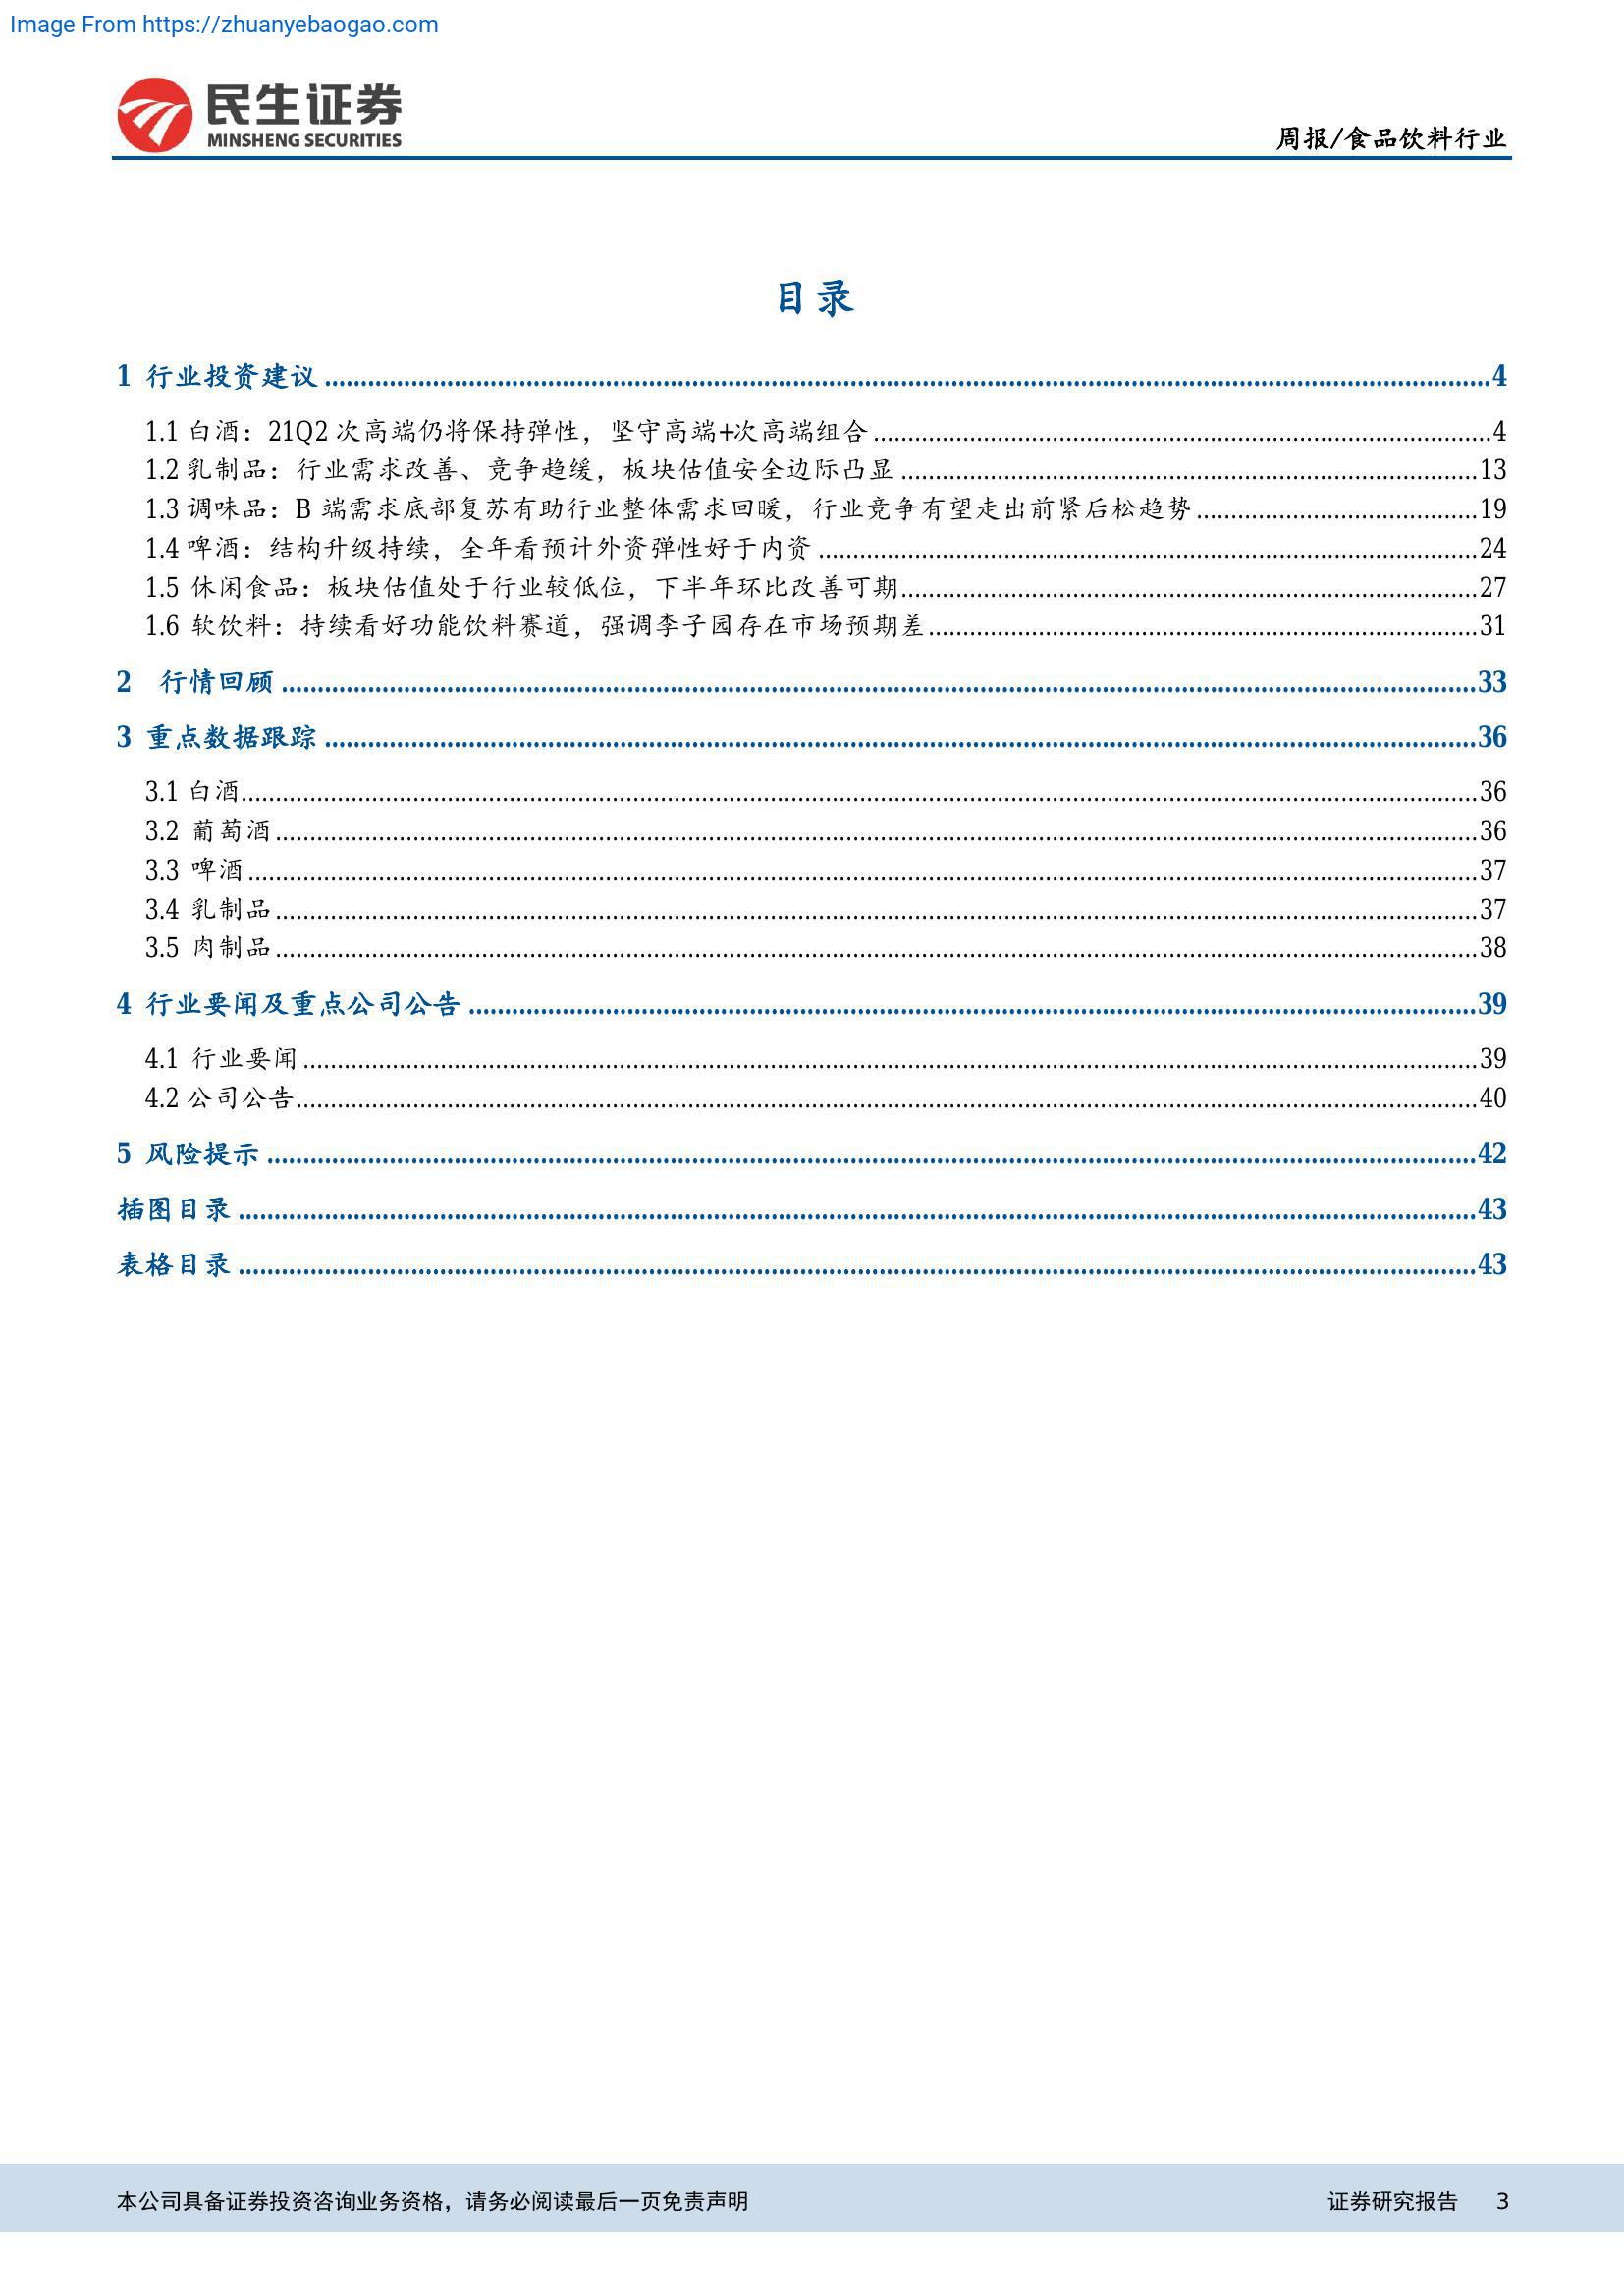 Image From https://zhuanyebaogao.com
民生证券
MINSHENG SECURITIES
周报/食品饮料行业
目录
1 行业投资建议 4
1.1 白酒：21Q2 次高端仍将保持弹性，坚守高端+次高端组合 4
1.2 乳制品：行业需求改善、竞争趋缓，板块估值安全边际凸显 13
1.3 调味品：B 端需求底部复苏有助行业整体需求回暖，行业竞争有望走出前紧后松趋势 19
1.4 啤酒：结构升级持续，全年看预计外资弹性好于内资 24
1.5 休闲食品：板块估值处于行业较低位，下半年环比改善可期 27
1.6 软饮料：持续看好功能饮料赛道，强调李子园存在市场预期差 31
2 行情回顾 33
3 重点数据跟踪 36
3.1 白酒 36
3.2 葡萄酒 36
3.3 啤酒 37
3.4 乳制品 37
3.5 肉制品 38
4 行业要闻及重点公司公告 39
4.1 行业要闻 39
4.2 公司公告 40
5 风险提示 42
插图目录 43
表格目录 43
本公司具备证券投资咨询业务资格，请务必阅读最后一页免责声明 证券研究报告 3